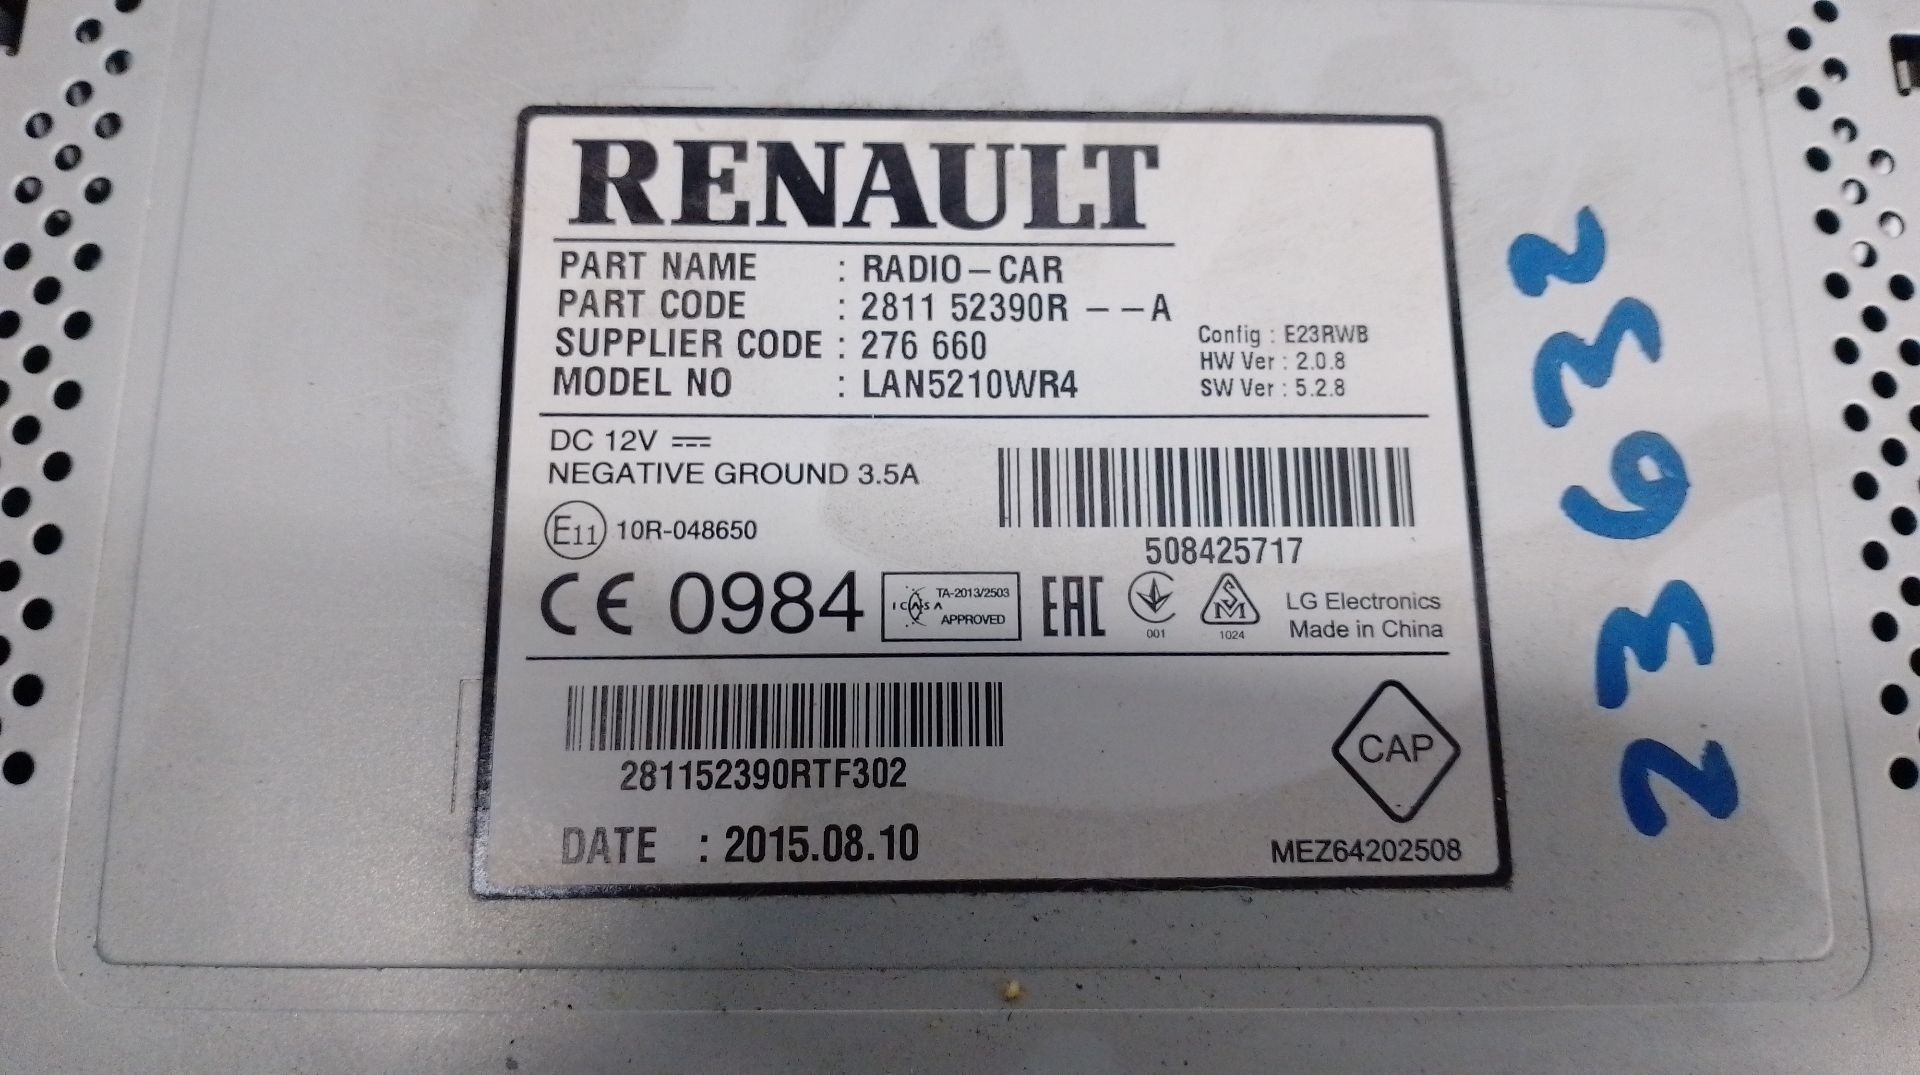 RENAULT
PART NAME : RADIO-CAR
PART CODE : 2811 52390R --A
SUPPLIER CODE : 276 660
MODEL NO : LAN5210WR4
Config : E23RWB
HW Ver : 2.0.8
SW Ver : 5.2.8
DC 12V
NEGATIVE GROUND 3.5A
E11 10R-048650
508425717
CE 0984
ICASA
TA-2013/2503
APPROVED
EAC
001
SM
1024
LG Electronics
Made in China
281152390RTF302
CAP
DATE : 2015.08.10
MEZ64202508
23632